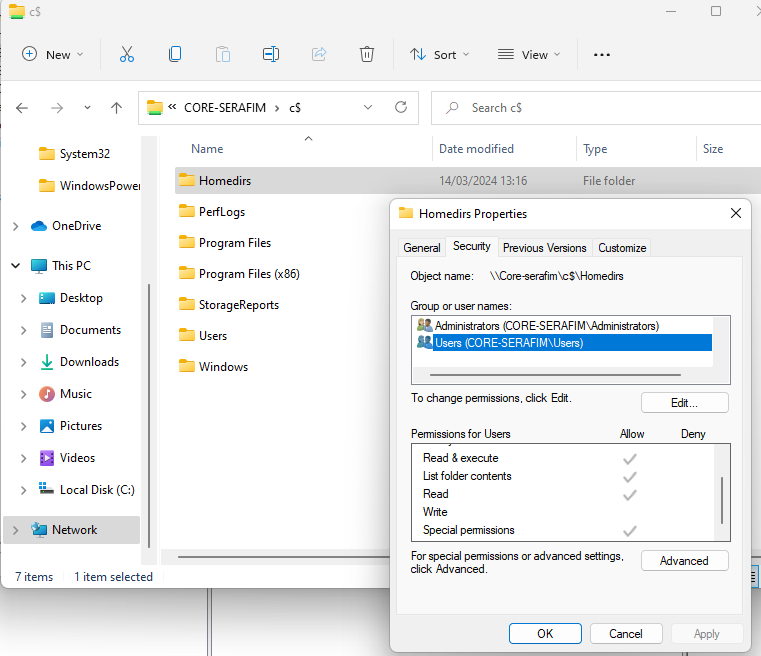 c$
New
Sort
View
CORE-SERAFIM > c$
Search c$
System32
WindowsPower
OneDrive
This PC
Desktop
Documents
Downloads
Music
Pictures
Videos
Local Disk (C:)
Network
Name
Date modified
Type
Size
Homedirs
14/03/2024 13:16
File folder
PerfLogs
Program Files
Program Files (x86)
StorageReports
Users
Windows
7 items
1 item selected
Homedirs Properties
General
Security
Previous Versions
Customize
Object name:
\\Core-serafim\c$\Homedirs
Group or user names:
Administrators (CORE-SERAFIM\Administrators)
Users (CORE-SERAFIM\Users)
To change permissions, click Edit.
Edit...
Permissions for Users
Allow
Deny
Read & execute
List folder contents
Read
Write
Special permissions
For special permissions or advanced settings,
click Advanced.
Advanced
OK
Cancel
Apply